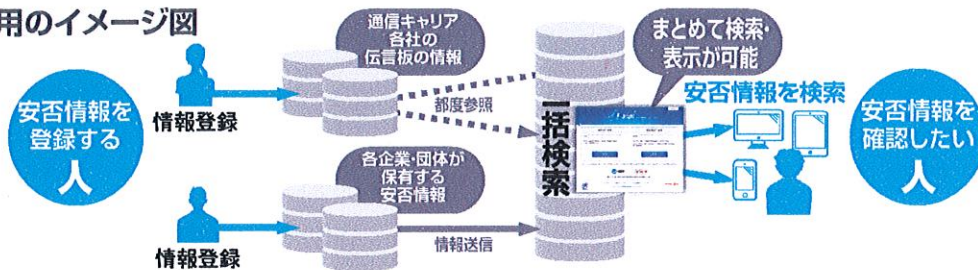 用のイメージ図
安否情報を
登録する
人
情報登録
通信キャリア
各社の
伝言板の情報
都度参照
情報登録
各企業・団体が
保有する
安否情報
情報送信
一括検索
まとめて検索・
表示が可能
安否情報を検索
安否情報を
確認したい
人